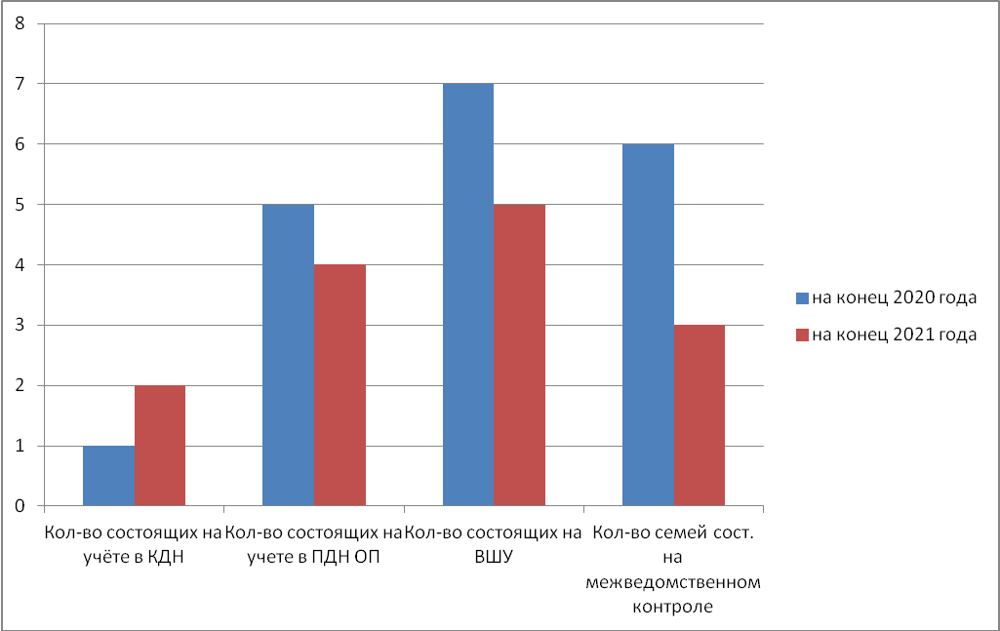 8
7
6
5
4
3
2
1
0
Кол-во состоящих на
учёте в КДН
Кол-во состоящих на
учете в ПДН ОП
Кол-во состоящих на
ВШУ
Кол-во семей сост.
на
межведомственном
контроле
на конец 2020 года
на конец 2021 года